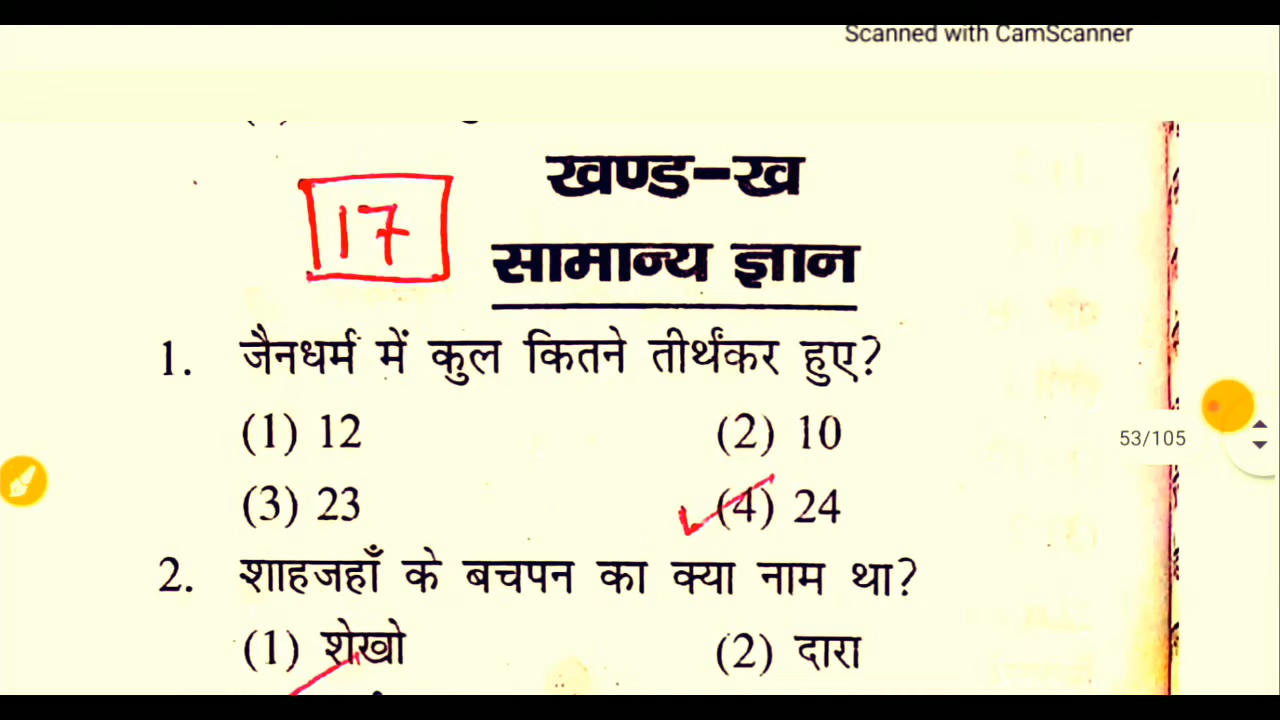 Scanned with CamScanner
खण्ड-ख
17
सामान्य ज्ञान
1. जैनधर्म में कुल कितने तीर्थंकर हुए?
(1) 12 (2) 10
(3) 23 (4) 24
53/105
2. शाहजहाँ के बचपन का क्या नाम था?
(1) शेखो (2) दारा